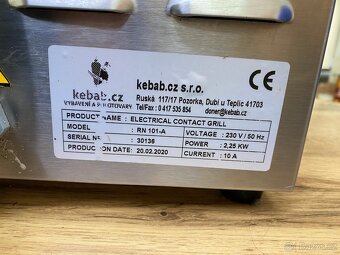 kebab.cz
VYBAVENÍ A POTOVARY
kebab.cz s.r.o.
Ruská 117/17 Pozorka, Dubí u Teplic 41703
Tel/Fax : 0 417 535 854 doner@kebab.cz
CE
PRODUCT NAME : ELECTRICAL CONTACT GRILL
MODEL : RN 101-A
VOLTAGE : 230 V / 50 Hz
SERIAL NO : 30136
POWER : 2,25 KW
PRODUCTION DATE: 20.02.2020
CURRENT : 10 A